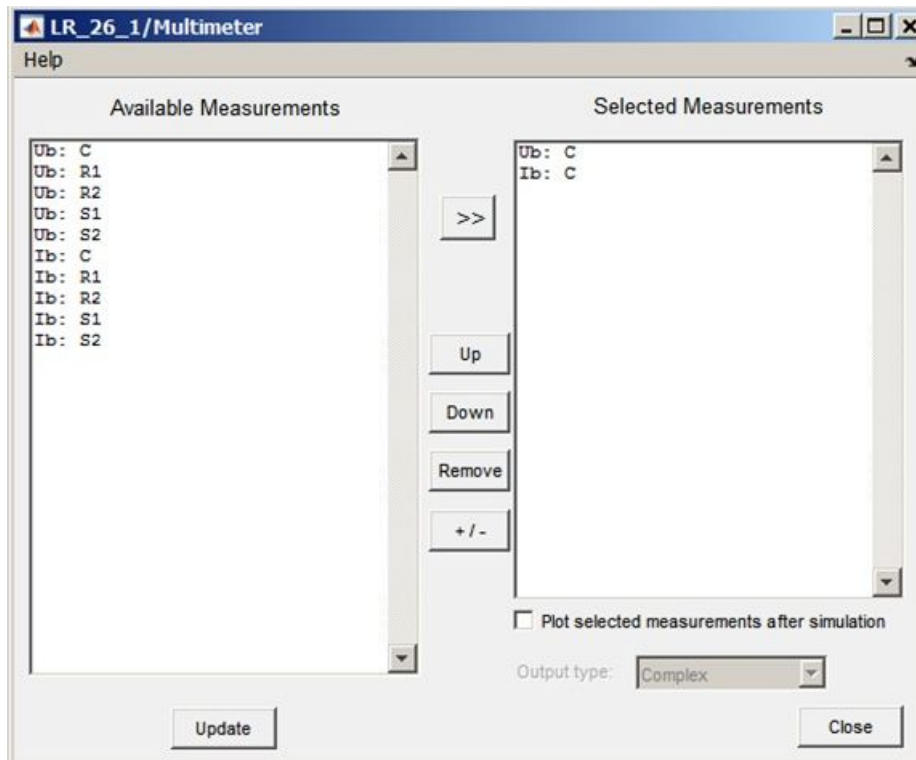 LR_26_1/Multimeter
Help
Available Measurements
Ub: C
Ub: R1
Ub: R2
Ub: S1
Ub: S2
Ib: C
Ib: R1
Ib: R2
Ib: S1
Ib: S2
>>
Up
Down
Remove
+ / -
Selected Measurements
Ub: C
Ib: C
Plot selected measurements after simulation
Output type: Complex
Update
Close